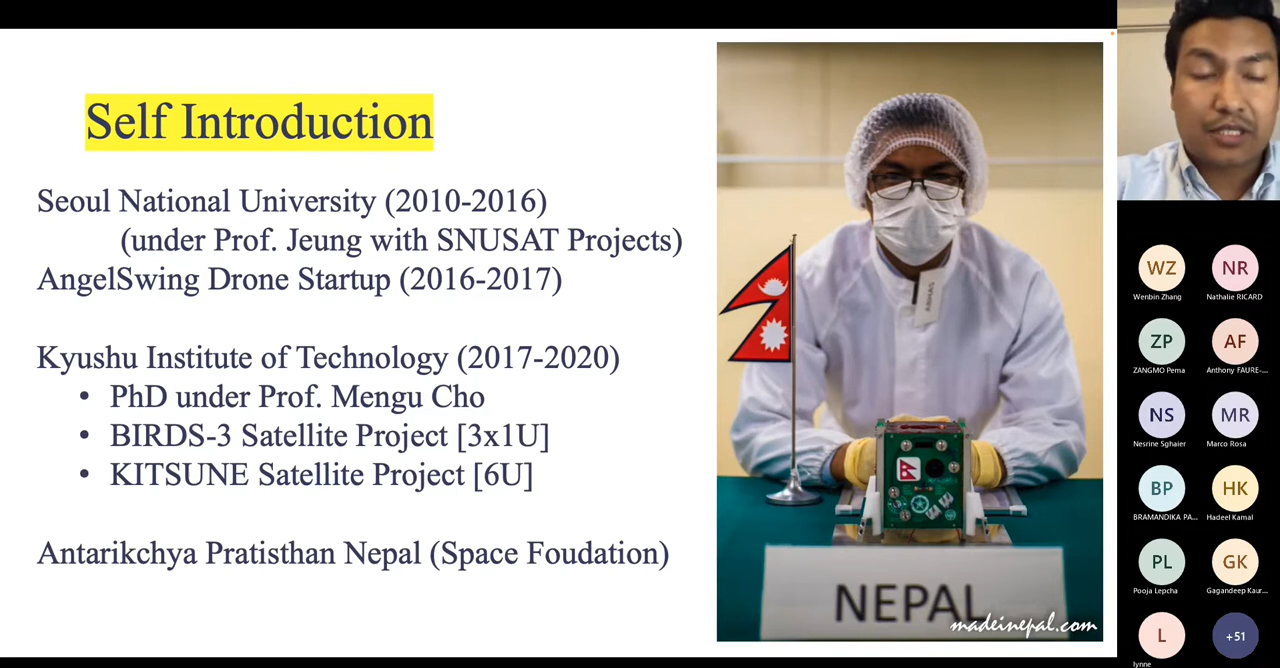 Self Introduction
Seoul National University (2010-2016)
(under Prof. Jeung with SNUSAT Projects)
AngelSwing Drone Startup (2016-2017)
Kyushu Institute of Technology (2017-2020)
• PhD under Prof. Mengu Cho
• BIRDS-3 Satellite Project [3x1U]
• KITSUNE Satellite Project [6U]
Antarikchya Pratisthan Nepal (Space Foudation)
ABHAS
NEPAL
madeinepal.com
WZ
Wenbin Zhang
NR
Nathalie RICARD
ZP
ZANGMO Pema
AF
Anthony FAURE-...
NS
Nesrine Sghaier
MR
Marco Rosa
BP
BRAMANDIKA PA...
HK
Hadeel Kamal
PL
Pooja Lepcha
GK
Gagandeep Kaur...
L
lynne
+51